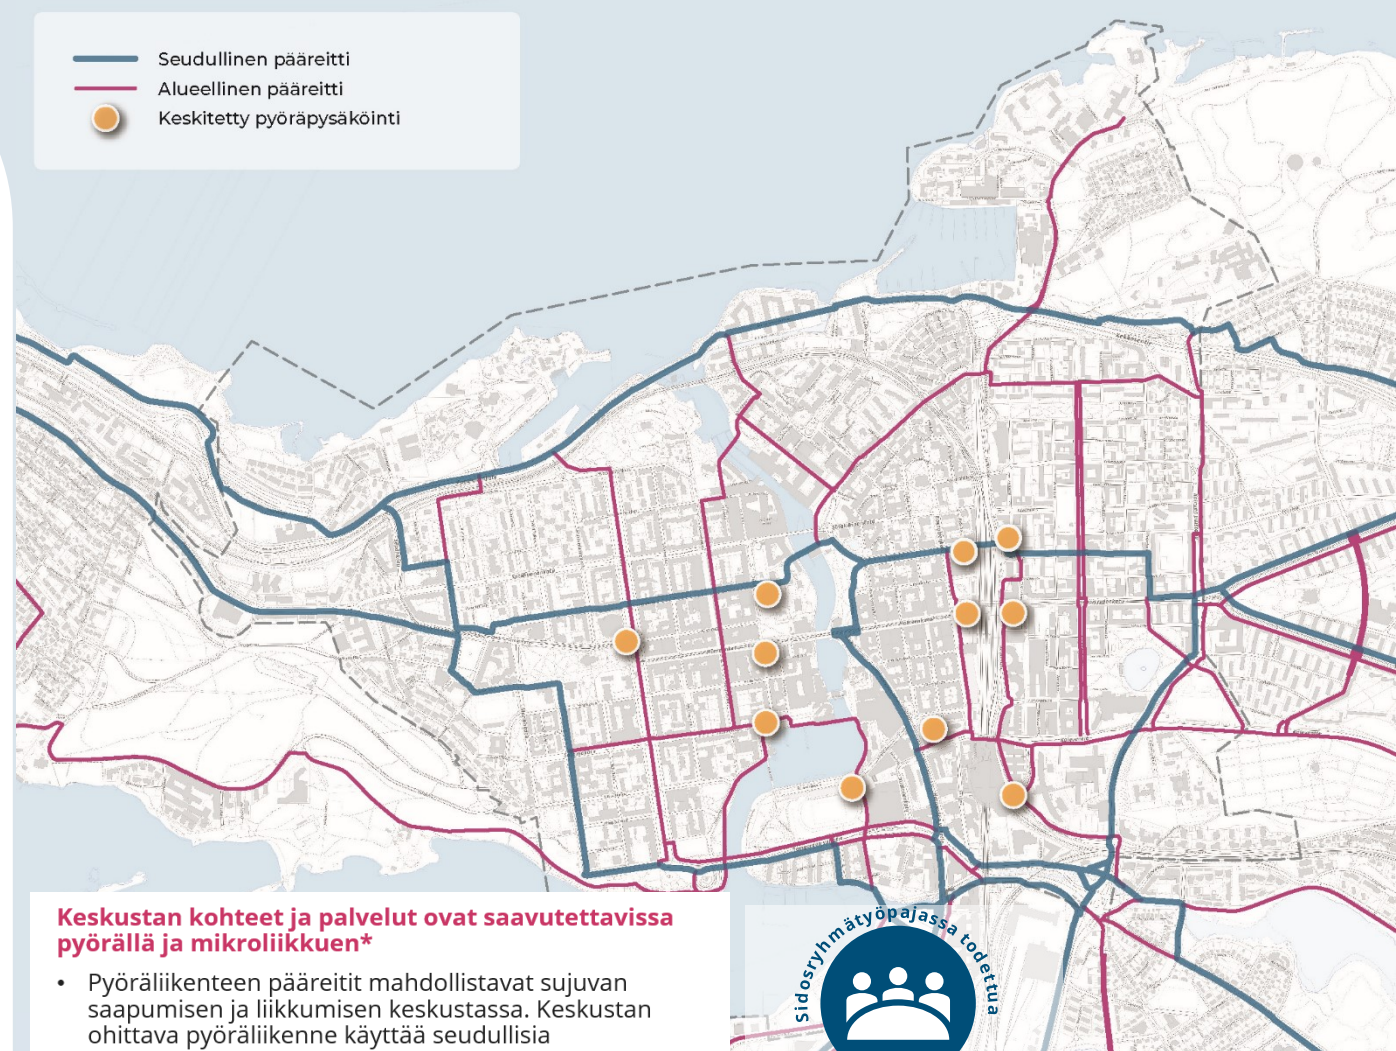 Seudullinen pääreitti
Alueellinen pääreitti
Keskitetty pyöräpysäköinti
Keskustan kohteet ja palvelut ovat saavutettavissa
pyörällä ja mikroliikkuen*
• Pyöräliikenteen pääreitit mahdollistavat sujuvan
saapumisen ja liikkumisen keskustassa. Keskustan
ohittava pyöräliikenne käyttää seudullisia
Sidosryhmätyöpajassa todettua